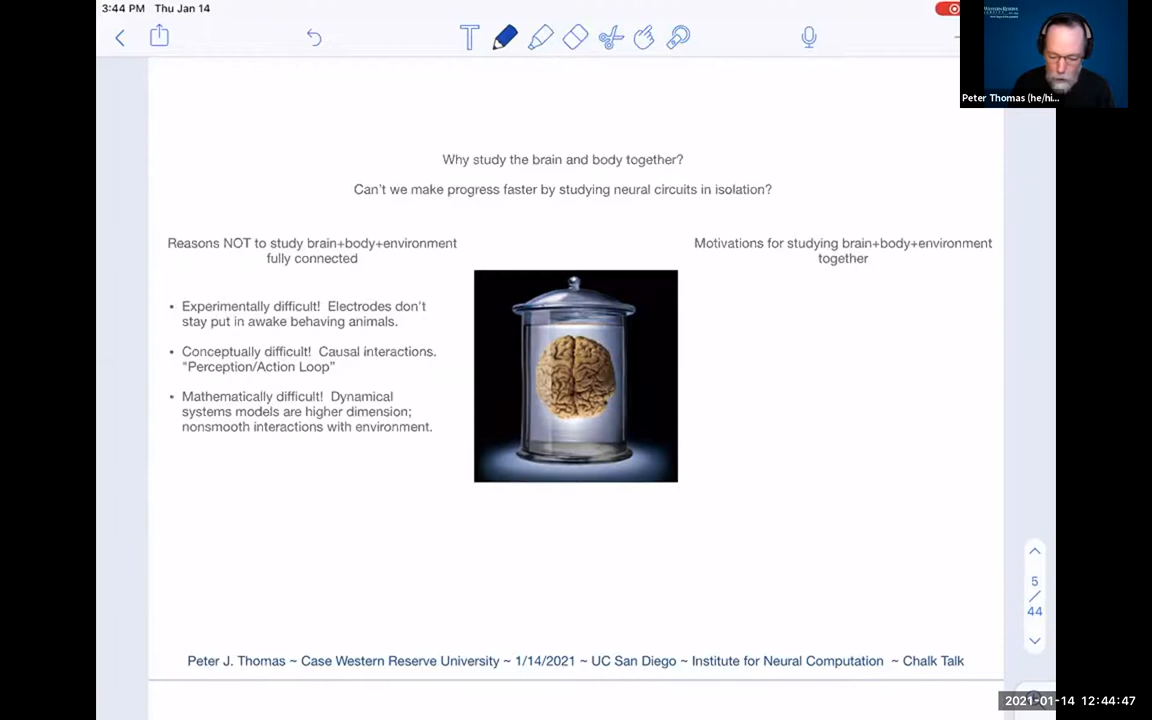 3:44 PM Thu Jan 14
Peter Thomas (he/hi...
Why study the brain and body together?
Can't we make progress faster by studying neural circuits in isolation?
Reasons NOT to study brain+body+environment
fully connected
• Experimentally difficult! Electrodes don't
stay put in awake behaving animals.
• Conceptually difficult! Causal interactions.
"Perception/Action Loop"
• Mathematically difficult! Dynamical
systems models are higher dimension;
nonsmooth interactions with environment.
Motivations for studying brain+body+environment
together
5
/
44
Peter J. Thomas ~ Case Western Reserve University ~ 1/14/2021 ~ UC San Diego ~ Institute for Neural Computation ~ Chalk Talk
2021-01-14 12:44:47